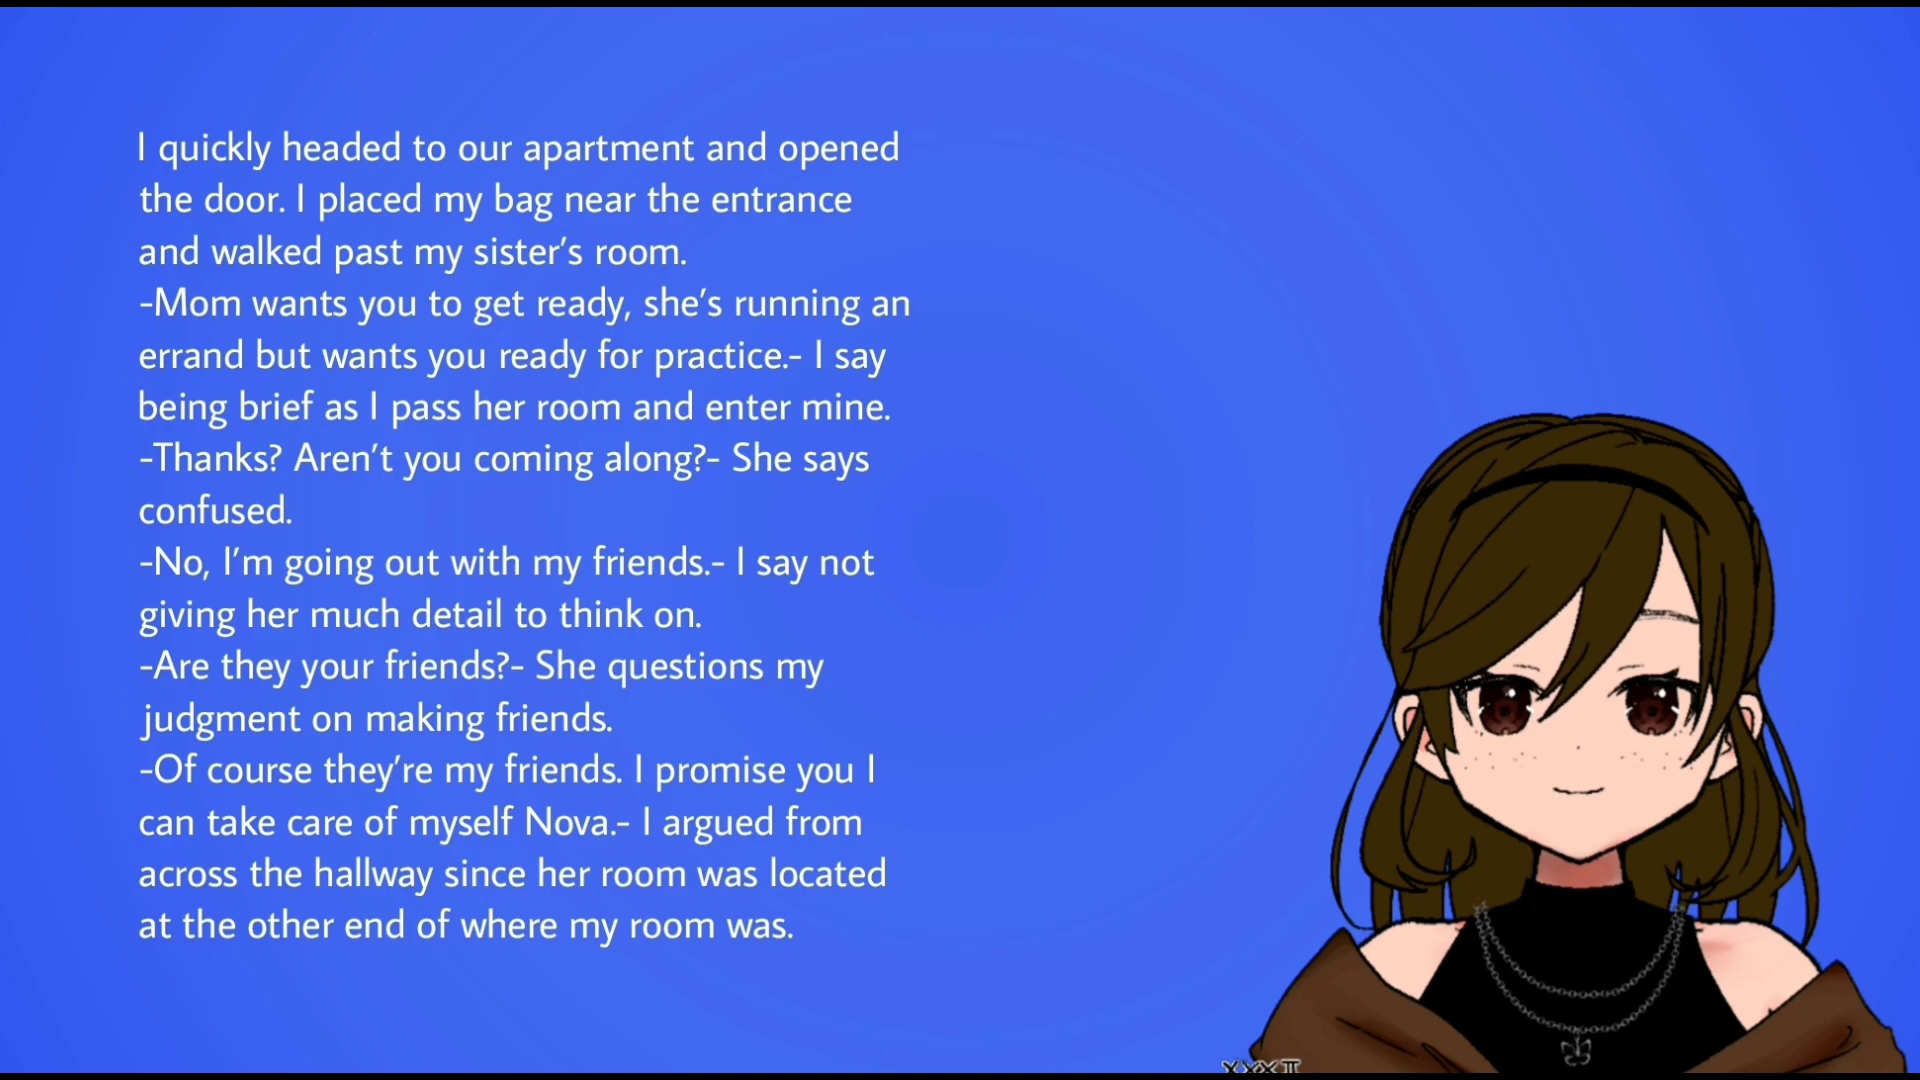 I quickly headed to our apartment and opened
the door. I placed my bag near the entrance
and walked past my sister's room.
-Mom wants you to get ready, she's running an
errand but wants you ready for practice.- I say
being brief as I pass her room and enter mine.
-Thanks? Aren't you coming along?- She says
confused.
-No, I'm going out with my friends.- I say not
giving her much detail to think on.
-Are they your friends?- She questions my
judgment on making friends.
-Of course they're my friends. I promise you I
can take care of myself Nova.- I argued from
across the hallway since her room was located
at the other end of where my room was.